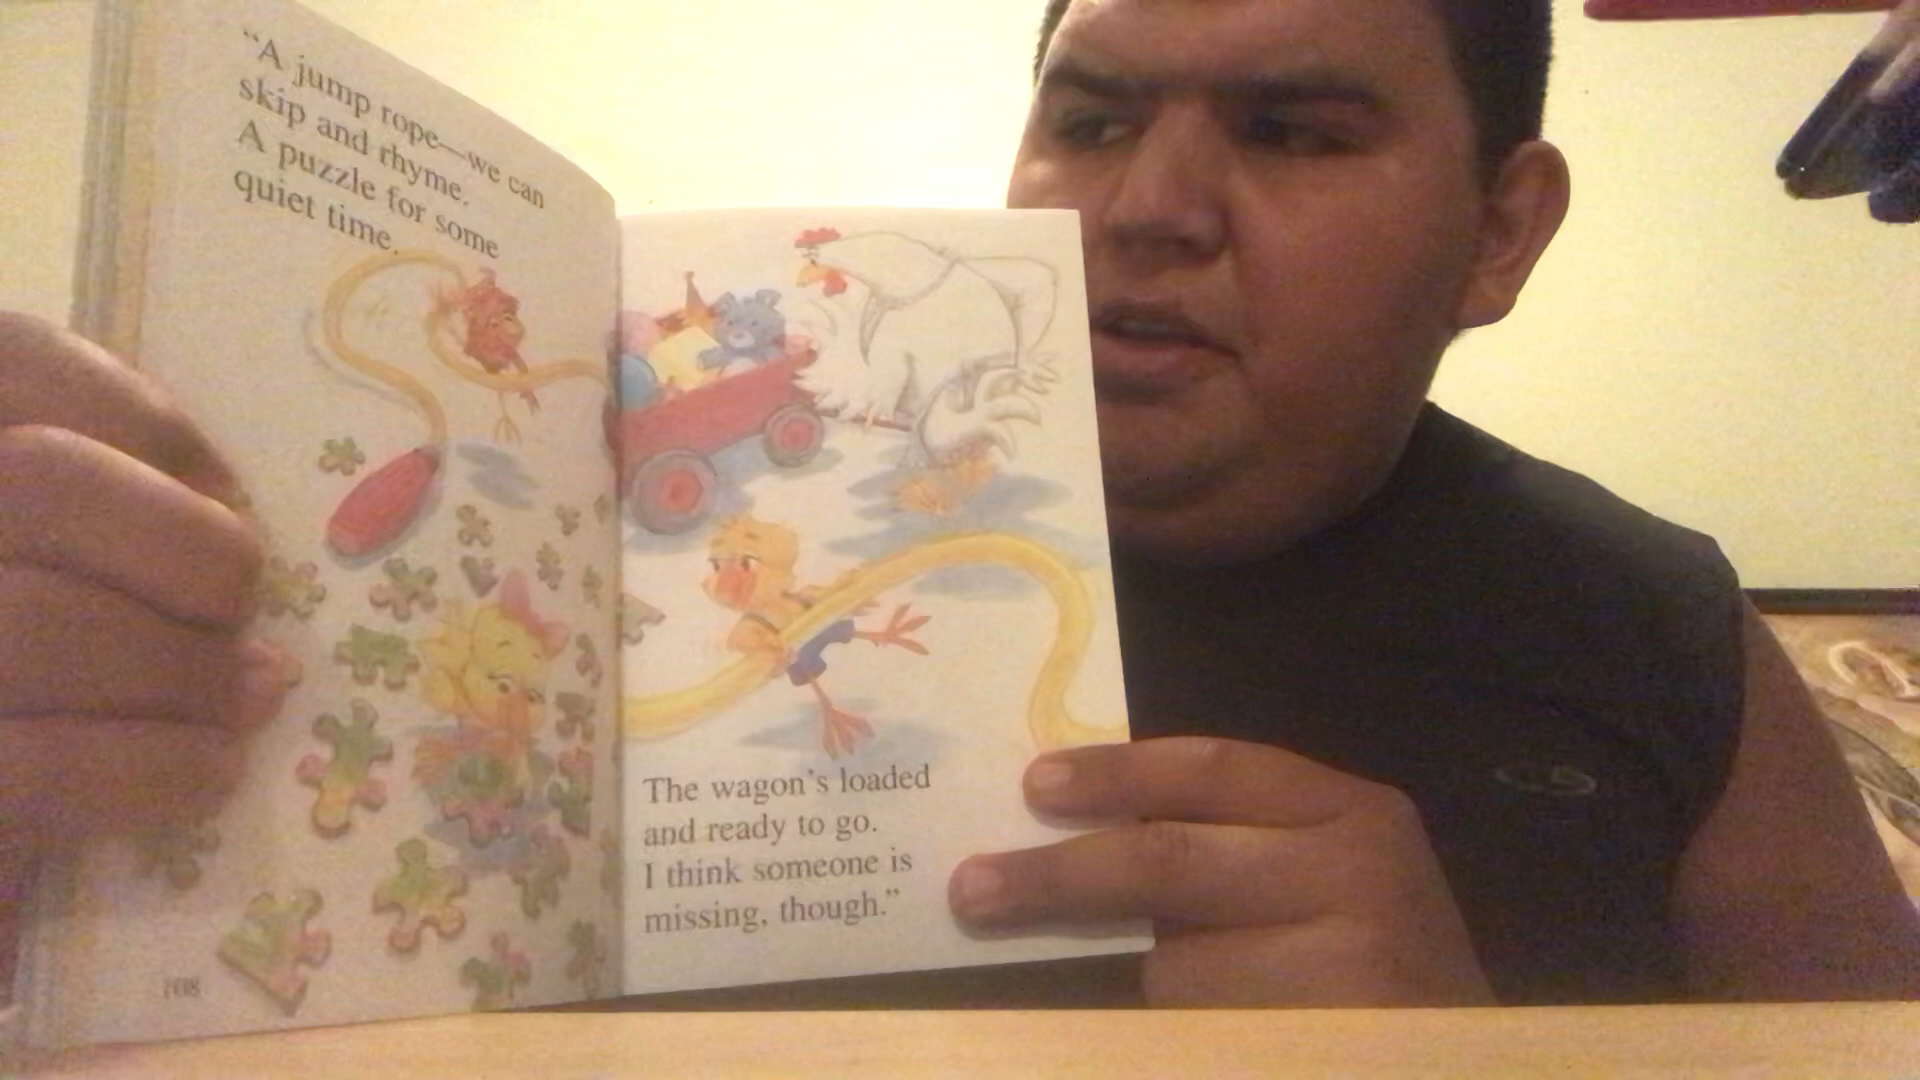 “A jump rope—we can
skip and rhyme.
A puzzle for some
quiet time.
The wagon’s loaded
and ready to go.
I think someone is
missing, though.”
108